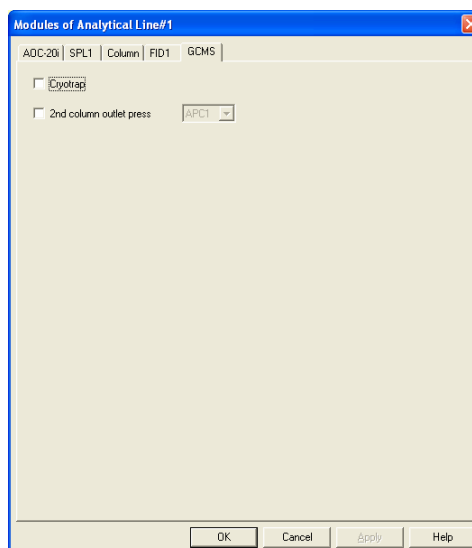 Modules of Analytical Line#1
AOC-20i SPL1 Column FID1 GCMS
Cryotrap
2nd column outlet press APC1
OK Cancel Apply Help